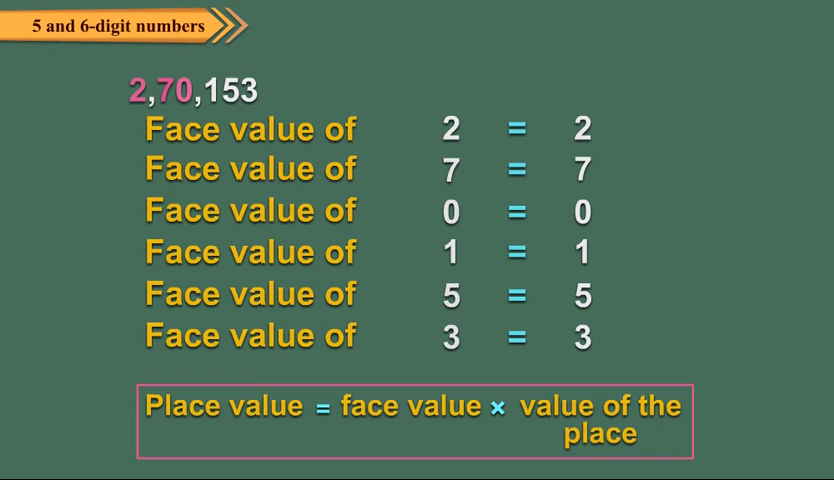 5 and 6-digit numbers
2,70,153
Face value of 2 = 2
Face value of 7 = 7
Face value of 0 = 0
Face value of 1 = 1
Face value of 5 = 5
Face value of 3 = 3
Place value = face value × value of the
place